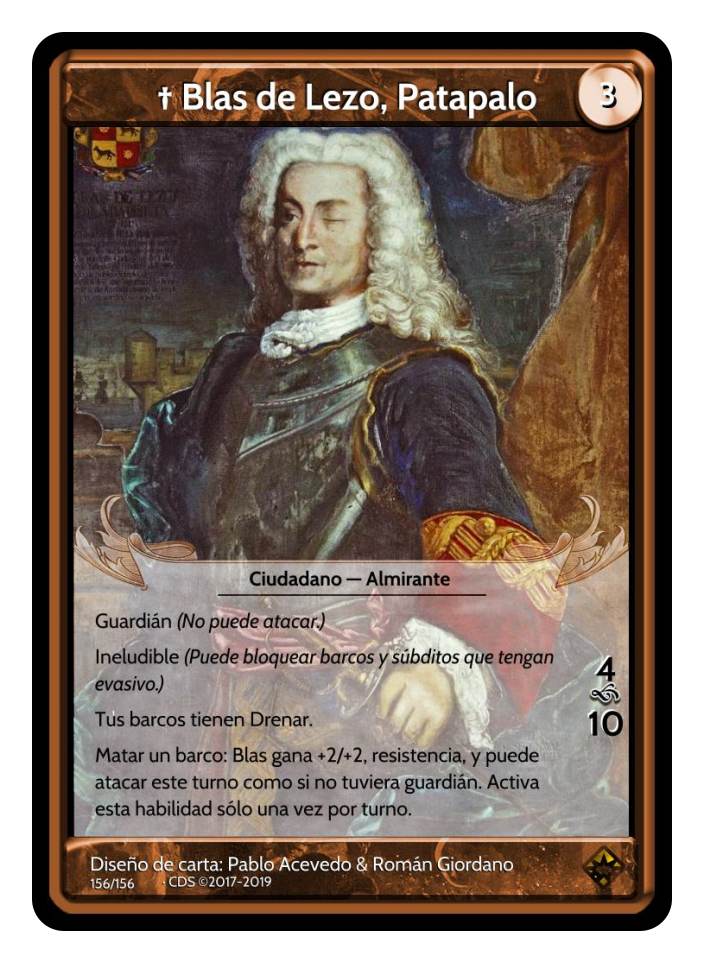 † Blas de Lezo, Patapalo
3
Ciudadano — Almirante
Guardián (No puede atacar.)
Ineludible (Puede bloquear barcos y súbditos que tengan
evasivo.)
Tus barcos tienen Drenar.
Matar un barco: Blas gana +2/+2, resistencia, y puede
atacar este turno como si no tuviera guardián. Activa
esta habilidad sólo una vez por turno.
4
10
Diseño de carta: Pablo Acevedo & Román Giordano
156/156 · CDS ©2017-2019